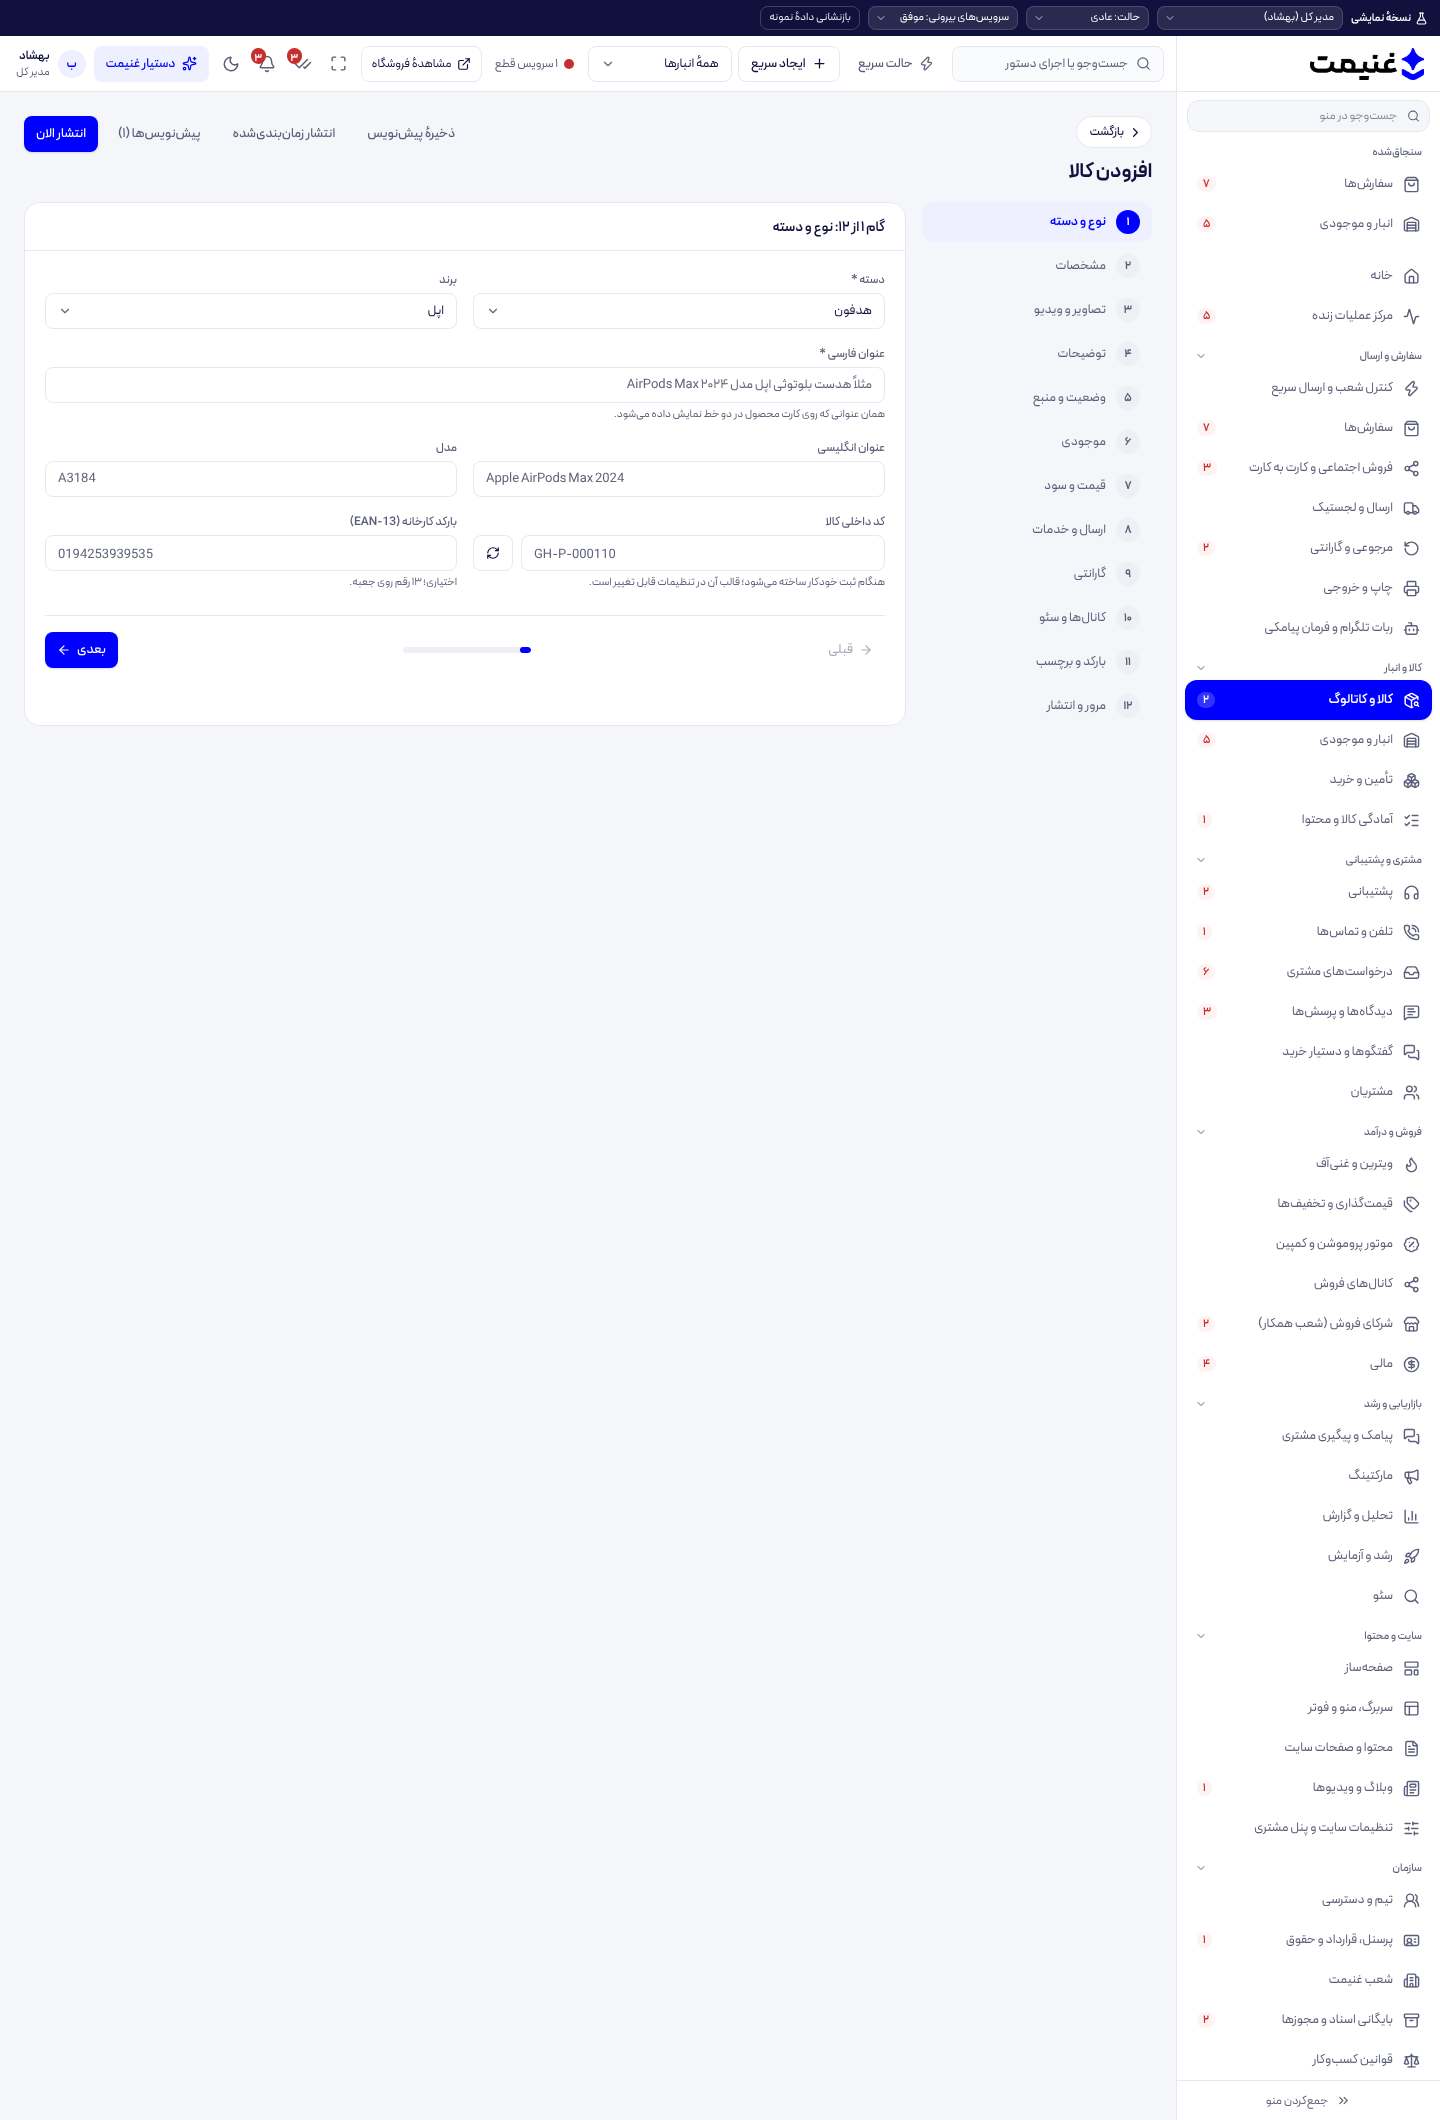 نسخهٔ نمایشی
مدیر کل (بهشاد)
حالت: عادی
سرویس‌های بیرونی: موفق
بازنشانی دادهٔ نمونه
غنیمت
جست‌وجو یا اجرای دستور
حالت سریع
ایجاد سریع
همهٔ انبارها
۱ سرویس قطع
مشاهدهٔ فروشگاه
۳
۳
دستیار غنیمت
ب
بهشاد
مدیر کل
جست‌وجو در منو
سنجاق‌شده
سفارش‌ها ۷
انبار و موجودی ۵
خانه
مرکز عملیات زنده ۵
سفارش و ارسال
کنترل شعب و ارسال سریع
سفارش‌ها ۷
فروش اجتماعی و کارت به کارت ۳
ارسال و لجستیک
مرجوعی و گارانتی ۲
چاپ و خروجی
ربات تلگرام و فرمان پیامکی
کالا و انبار
کالا و کاتالوگ ۲
انبار و موجودی ۵
تأمین و خرید
آمادگی کالا و محتوا ۱
مشتری و پشتیبانی
پشتیبانی ۲
تلفن و تماس‌ها ۱
درخواست‌های مشتری ۶
دیدگاه‌ها و پرسش‌ها ۳
گفتگوها و دستیار خرید
مشتریان
فروش و درآمد
ویترین و غنی‌آف
قیمت‌گذاری و تخفیف‌ها
موتور پروموشن و کمپین
کانال‌های فروش
شرکای فروش (شعب همکار) ۲
مالی ۴
بازاریابی و رشد
پیامک و پیگیری مشتری
مارکتینگ
تحلیل و گزارش
رشد و آزمایش
سئو
سایت و محتوا
صفحه‌ساز
سربرگ، منو و فوتر
محتوا و صفحات سایت
وبلاگ و ویدیوها ۱
تنظیمات سایت و پنل مشتری
سازمان
تیم و دسترسی
پرسنل، قرارداد و حقوق ۱
شعب غنیمت
بایگانی اسناد و مجوزها ۲
قوانین کسب‌وکار
جمع‌کردن منو
بازگشت
افزودن کالا
ذخیرهٔ پیش‌نویس
انتشار زمان‌بندی‌شده
پیش‌نویس‌ها (۱)
انتشار الان
۱ نوع و دسته
۲ مشخصات
۳ تصاویر و ویدیو
۴ توضیحات
۵ وضعیت و منبع
۶ موجودی
۷ قیمت و سود
۸ ارسال و خدمات
۹ گارانتی
۱۰ کانال‌ها و سئو
۱۱ بارکد و برچسب
۱۲ مرور و انتشار
گام ۱ از ۱۲: نوع و دسته
دسته *
هدفون
برند
اپل
عنوان فارسی *
مثلاً هدست بلوتوثی اپل مدل AirPods Max ۲۰۲۴
همان عنوانی که روی کارت محصول در دو خط نمایش داده می‌شود.
عنوان انگلیسی
Apple AirPods Max 2024
مدل
A3184
کد داخلی کالا
GH-P-000110
هنگام ثبت خودکار ساخته می‌شود؛ قالب آن در تنظیمات قابل تغییر است.
بارکد کارخانه (EAN-13)
0194253939535
اختیاری؛ ۱۳ رقم روی جعبه.
قبلی
بعدی